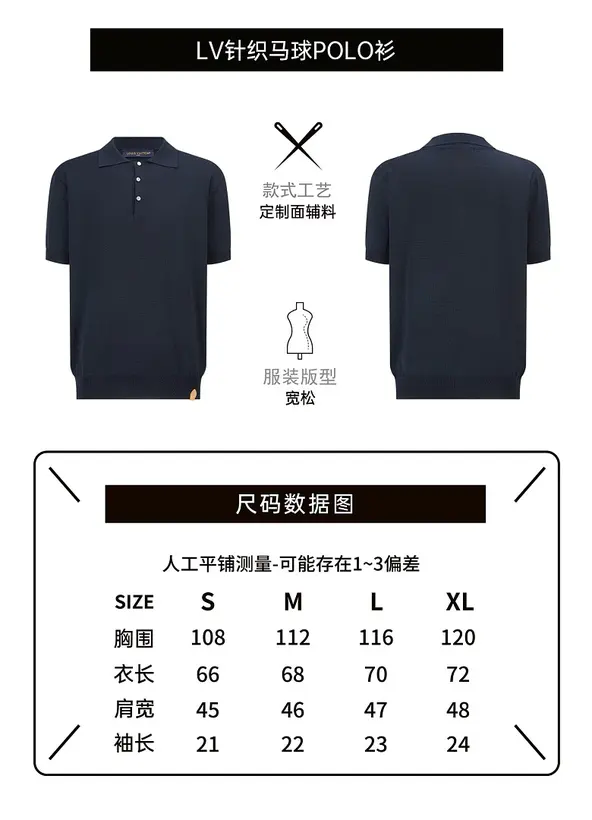 LV针织马球POLO衫
款式工艺
定制面辅料
服装版型
宽松
尺码数据图
人工平铺测量-可能存在1~3偏差
SIZE S M L XL
胸围 108 112 116 120
衣长 66 68 70 72
肩宽 45 46 47 48
袖长 21 22 23 24